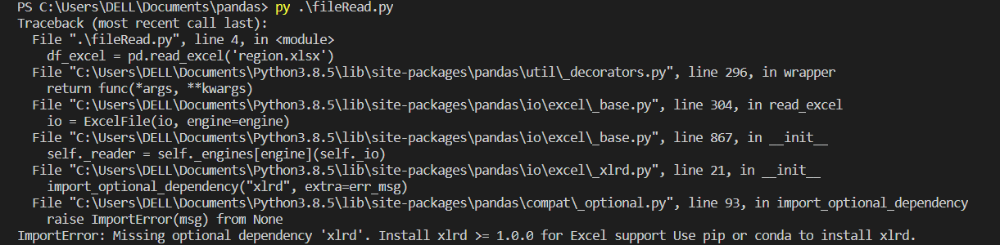 PS C:\Users\DELL\Documents\pandas> py .\fileRead.py
Traceback (most recent call last):
  File ".\fileRead.py", line 4, in <module>
    df_excel = pd.read_excel('region.xlsx')
  File "C:\Users\DELL\Documents\Python3.8.5\lib\site-packages\pandas\util\_decorators.py", line 296, in wrapper
    return func(*args, **kwargs)
  File "C:\Users\DELL\Documents\Python3.8.5\lib\site-packages\pandas\io\excel\_base.py", line 304, in read_excel
    io = ExcelFile(io, engine=engine)
  File "C:\Users\DELL\Documents\Python3.8.5\lib\site-packages\pandas\io\excel\_base.py", line 867, in __init__
    self._reader = self._engines[engine](self._io)
  File "C:\Users\DELL\Documents\Python3.8.5\lib\site-packages\pandas\io\excel\_xlrd.py", line 21, in __init__
    import_optional_dependency("xlrd", extra=err_msg)
  File "C:\Users\DELL\Documents\Python3.8.5\lib\site-packages\pandas\compat\_optional.py", line 93, in import_optional_dependency
    raise ImportError(msg) from None
ImportError: Missing optional dependency 'xlrd'. Install xlrd >= 1.0.0 for Excel support Use pip or conda to install xlrd.